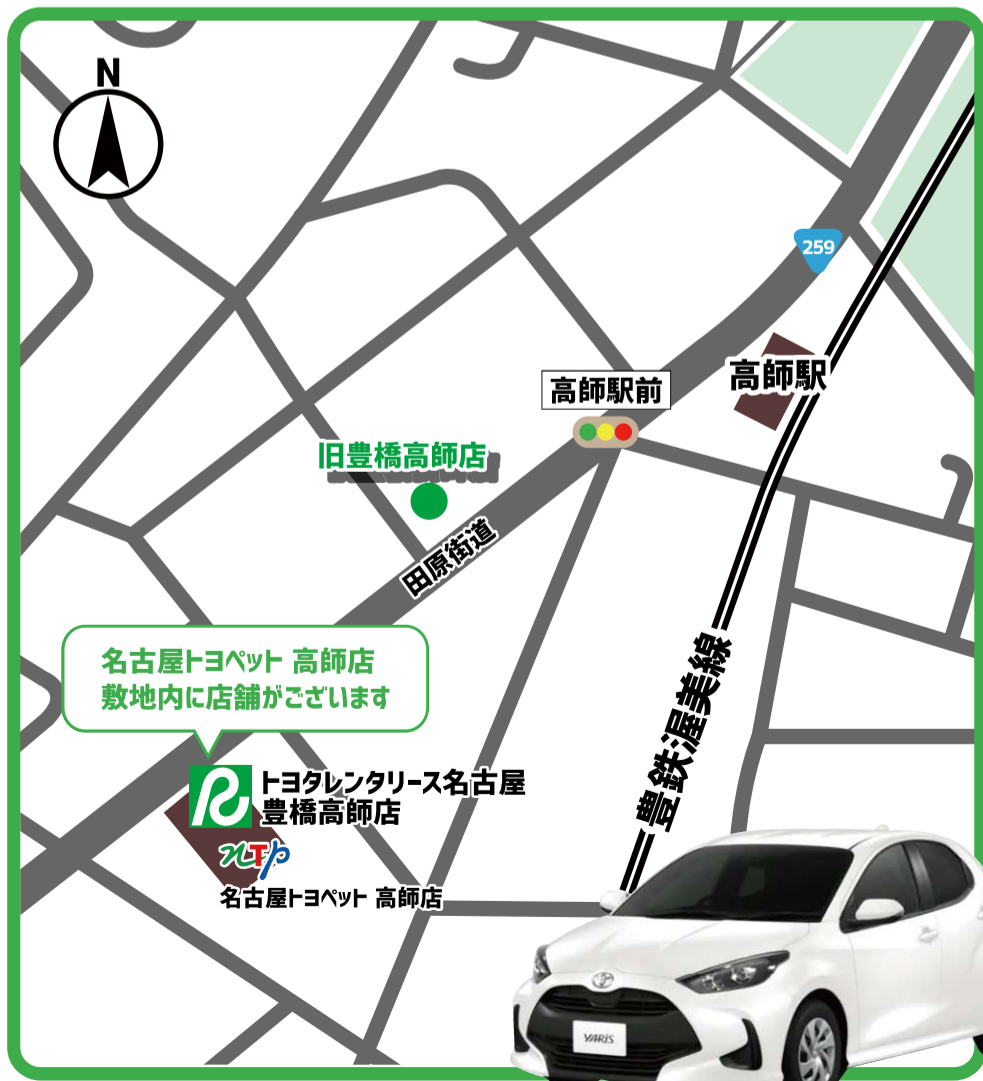 N
259
高師駅
高師駅前
旧豊橋高師店
田原街道
名古屋トヨペット 高師店
敷地内に店舗がございます
豊鉄渥美線
トヨタレンタリース名古屋
豊橋高師店
NTP
名古屋トヨペット 高師店
YARIS